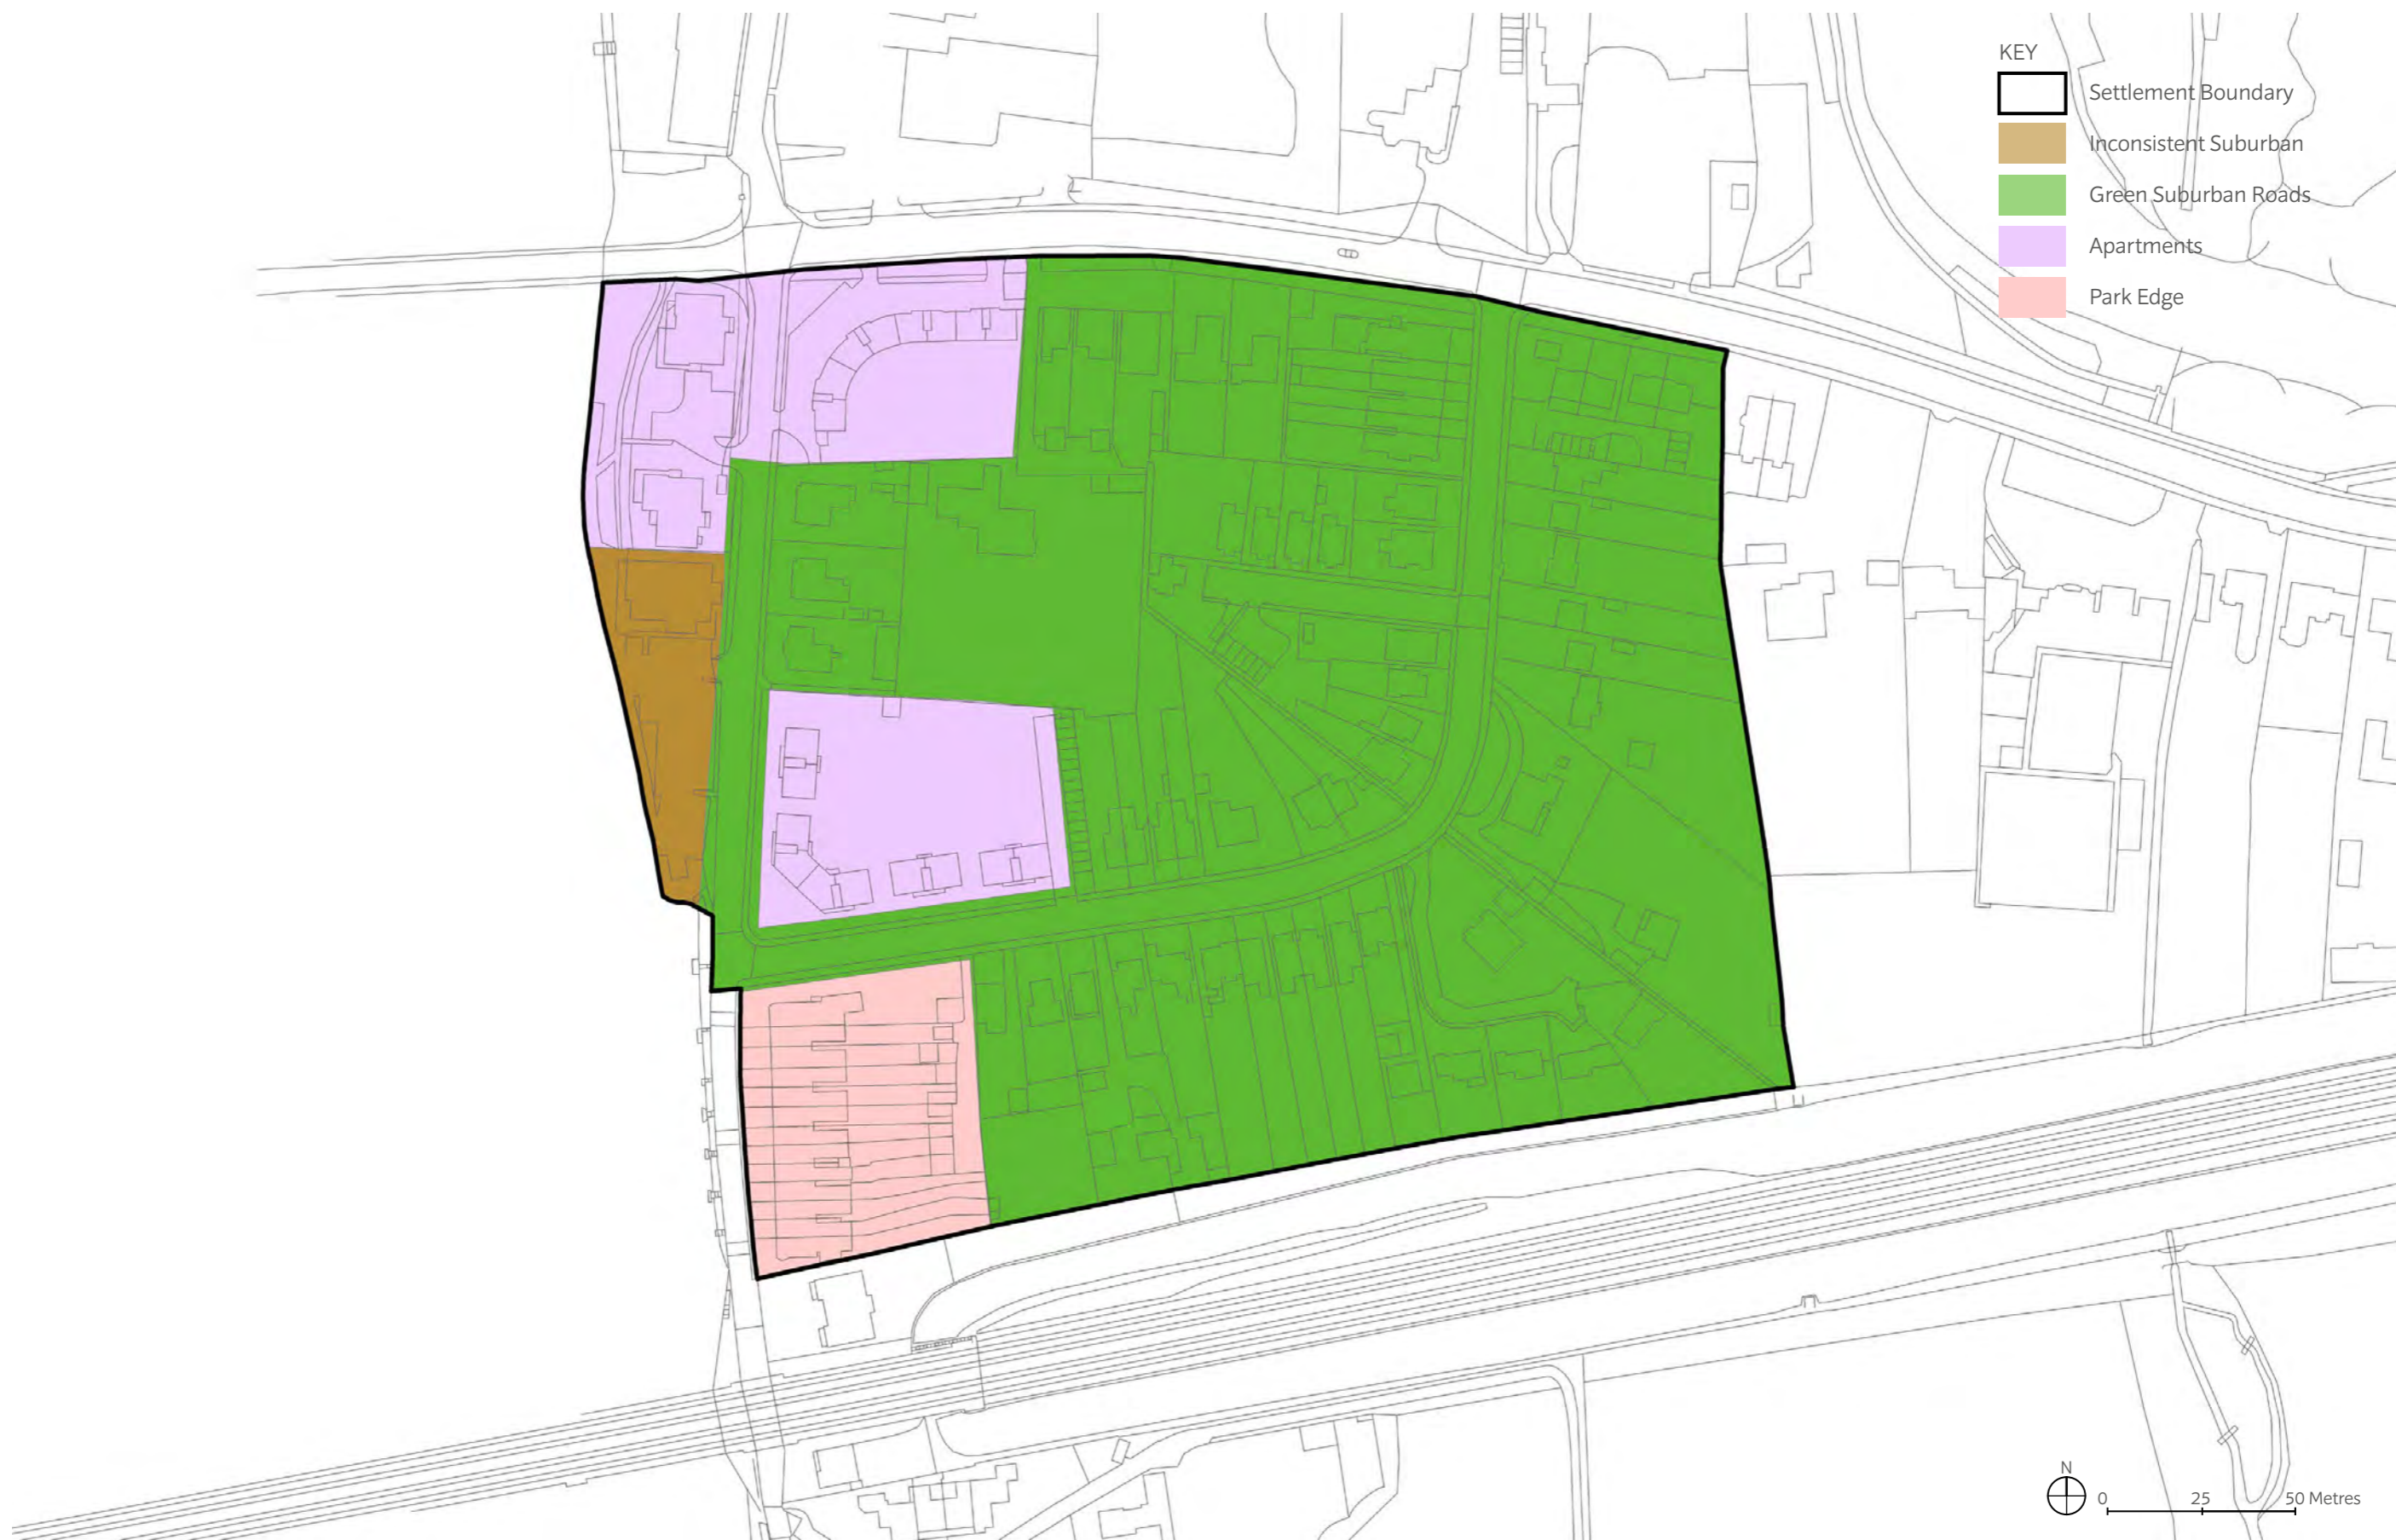 KEY
Settlement Boundary
Inconsistent Suburban
Green Suburban Roads
Apartments
Park Edge
N
0 25 50 Metres